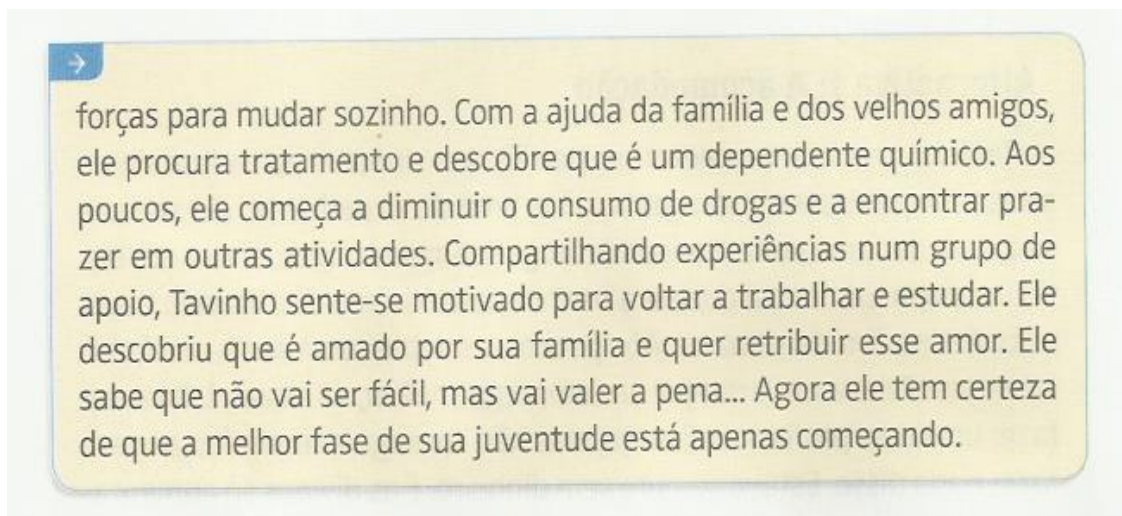 forças para mudar sozinho. Com a ajuda da família e dos velhos amigos,
ele procura tratamento e descobre que é um dependente químico. Aos
poucos, ele começa a diminuir o consumo de drogas e a encontrar pra-
zer em outras atividades. Compartilhando experiências num grupo de
apoio, Tavinho sente-se motivado para voltar a trabalhar e estudar. Ele
descobriu que é amado por sua família e quer retribuir esse amor. Ele
sabe que não vai ser fácil, mas vai valer a pena... Agora ele tem certeza
de que a melhor fase de sua juventude está apenas começando.